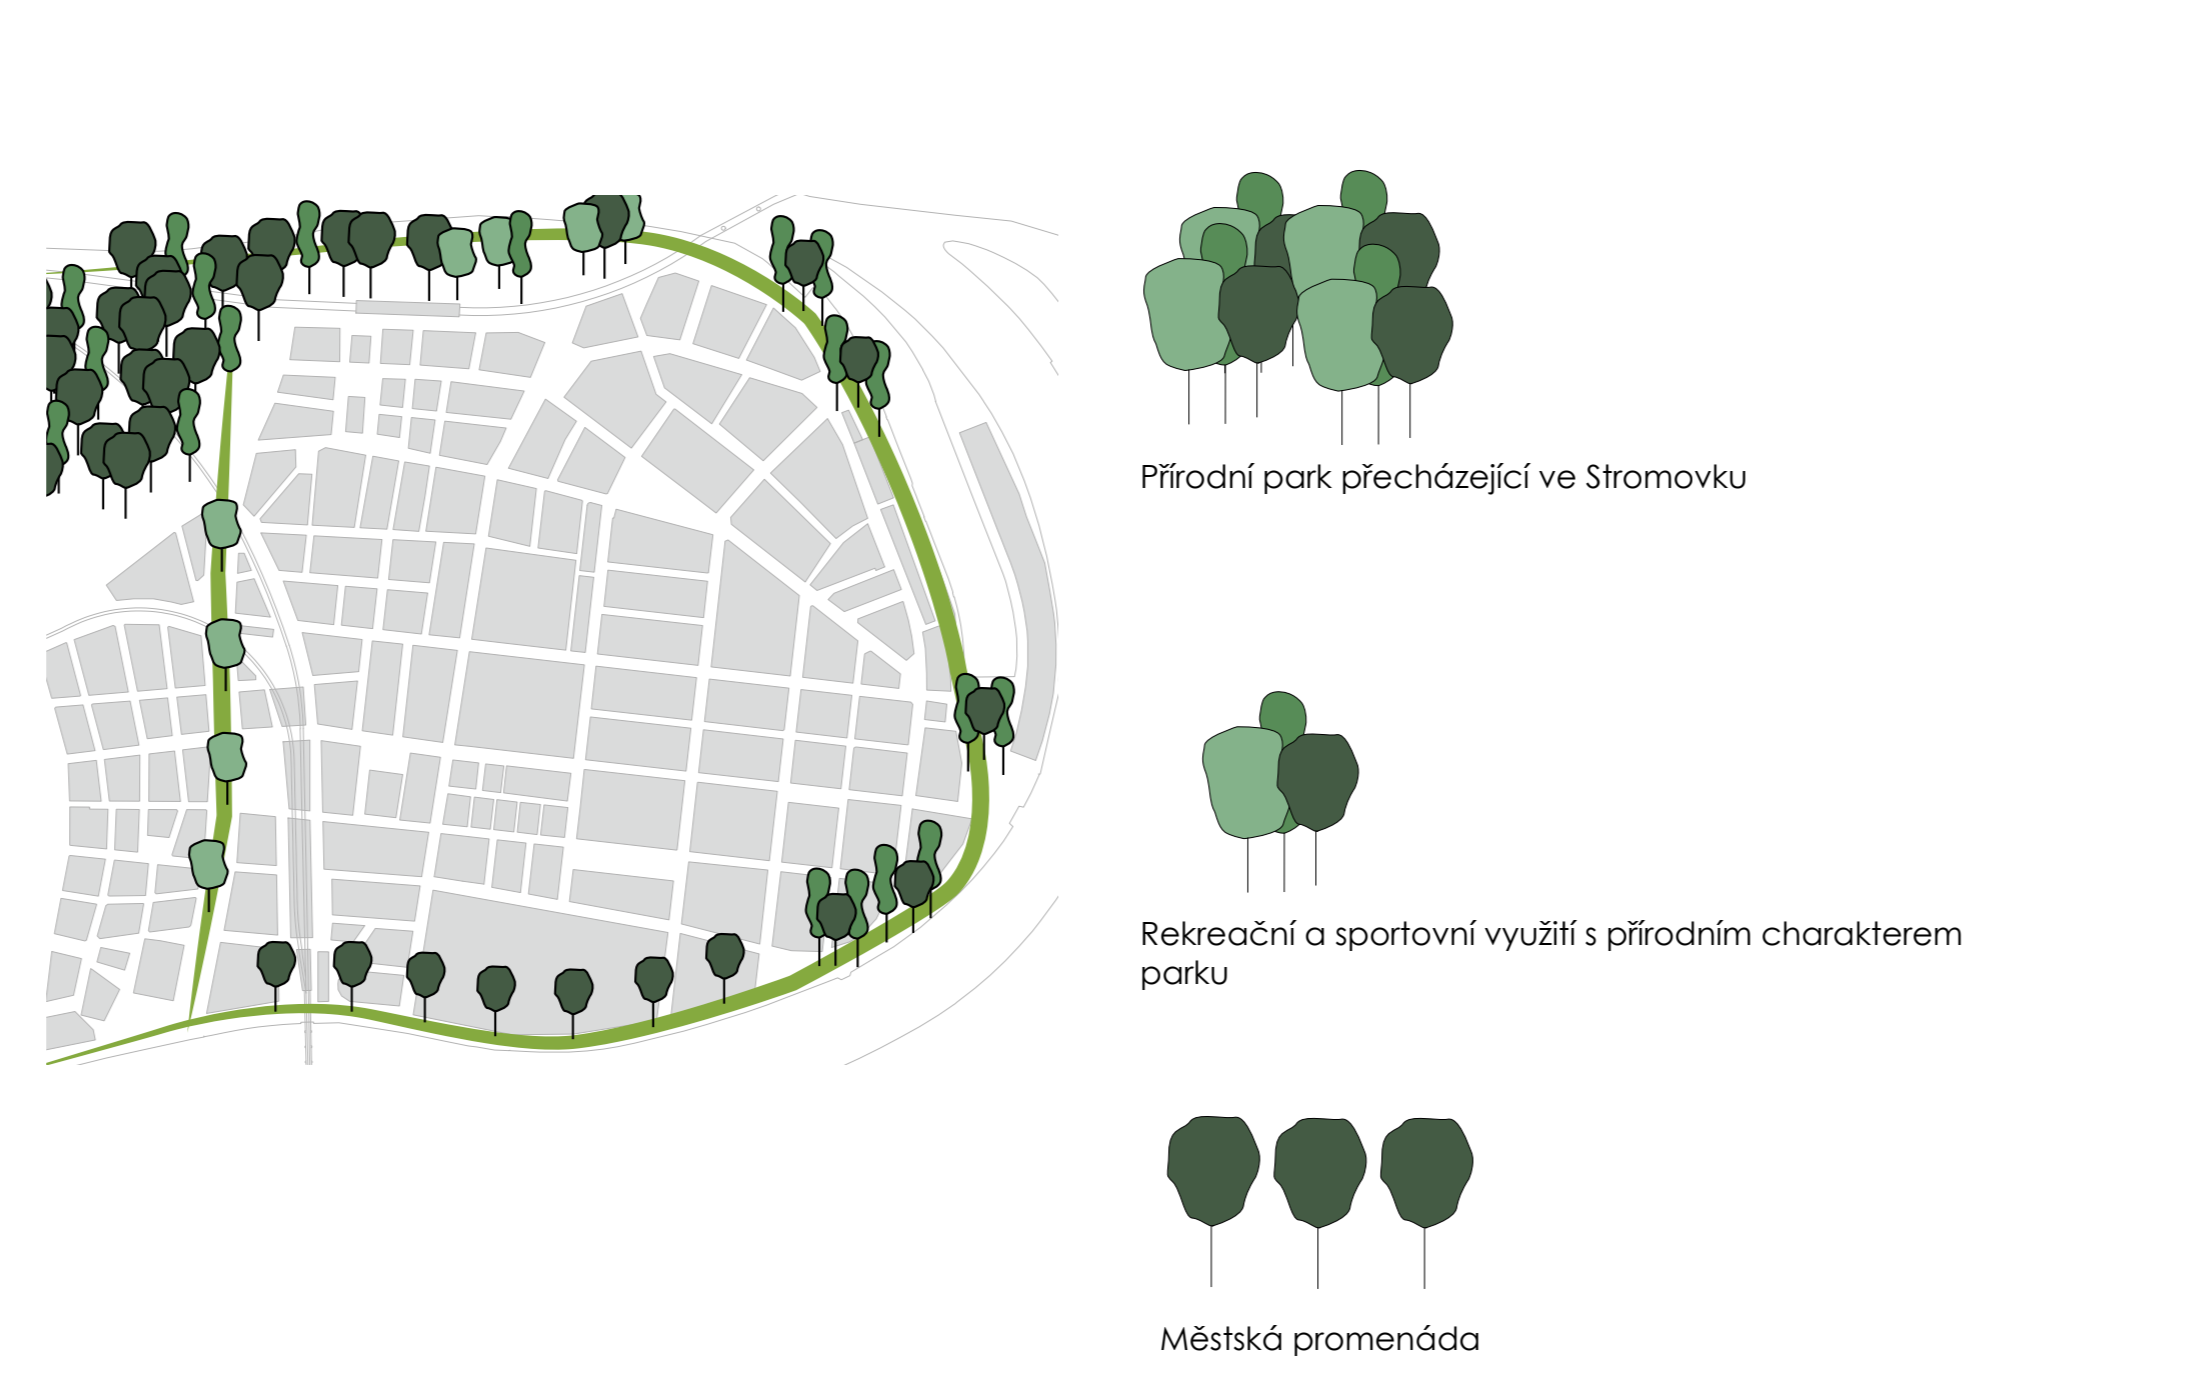 Přírodní park přecházející ve Stromovku
Rekreační a sportovní využití s přírodním charakterem
parku
Městská promenáda